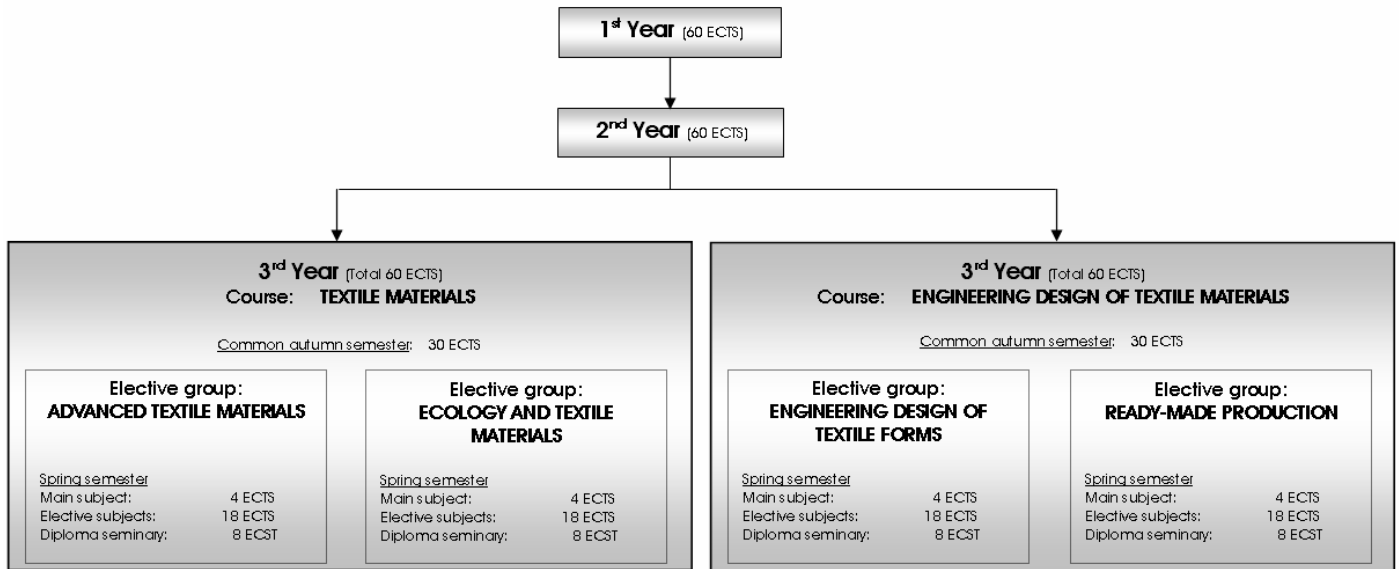 1st Year (60 ECTS)
2nd Year (60 ECTS)
3rd Year (Total 60 ECTS)
Course: TEXTILE MATERIALS
Common autumn semester: 30 ECTS
Elective group:
ADVANCED TEXTILE MATERIALS
Spring semester
Main subject: 4 ECTS
Elective subjects: 18 ECTS
Diploma seminary: 8 ECST
Elective group:
ECOLOGY AND TEXTILE
MATERIALS
Spring semester
Main subject: 4 ECTS
Elective subjects: 18 ECTS
Diploma seminary: 8 ECST
3rd Year (Total 60 ECTS)
Course: ENGINEERING DESIGN OF TEXTILE MATERIALS
Common autumn semester: 30 ECTS
Elective group:
ENGINEERING DESIGN OF
TEXTILE FORMS
Spring semester
Main subject: 4 ECTS
Elective subjects: 18 ECTS
Diploma seminary: 8 ECST
Elective group:
READY-MADE PRODUCTION
Spring semester
Main subject: 4 ECTS
Elective subjects: 18 ECTS
Diploma seminary: 8 ECST